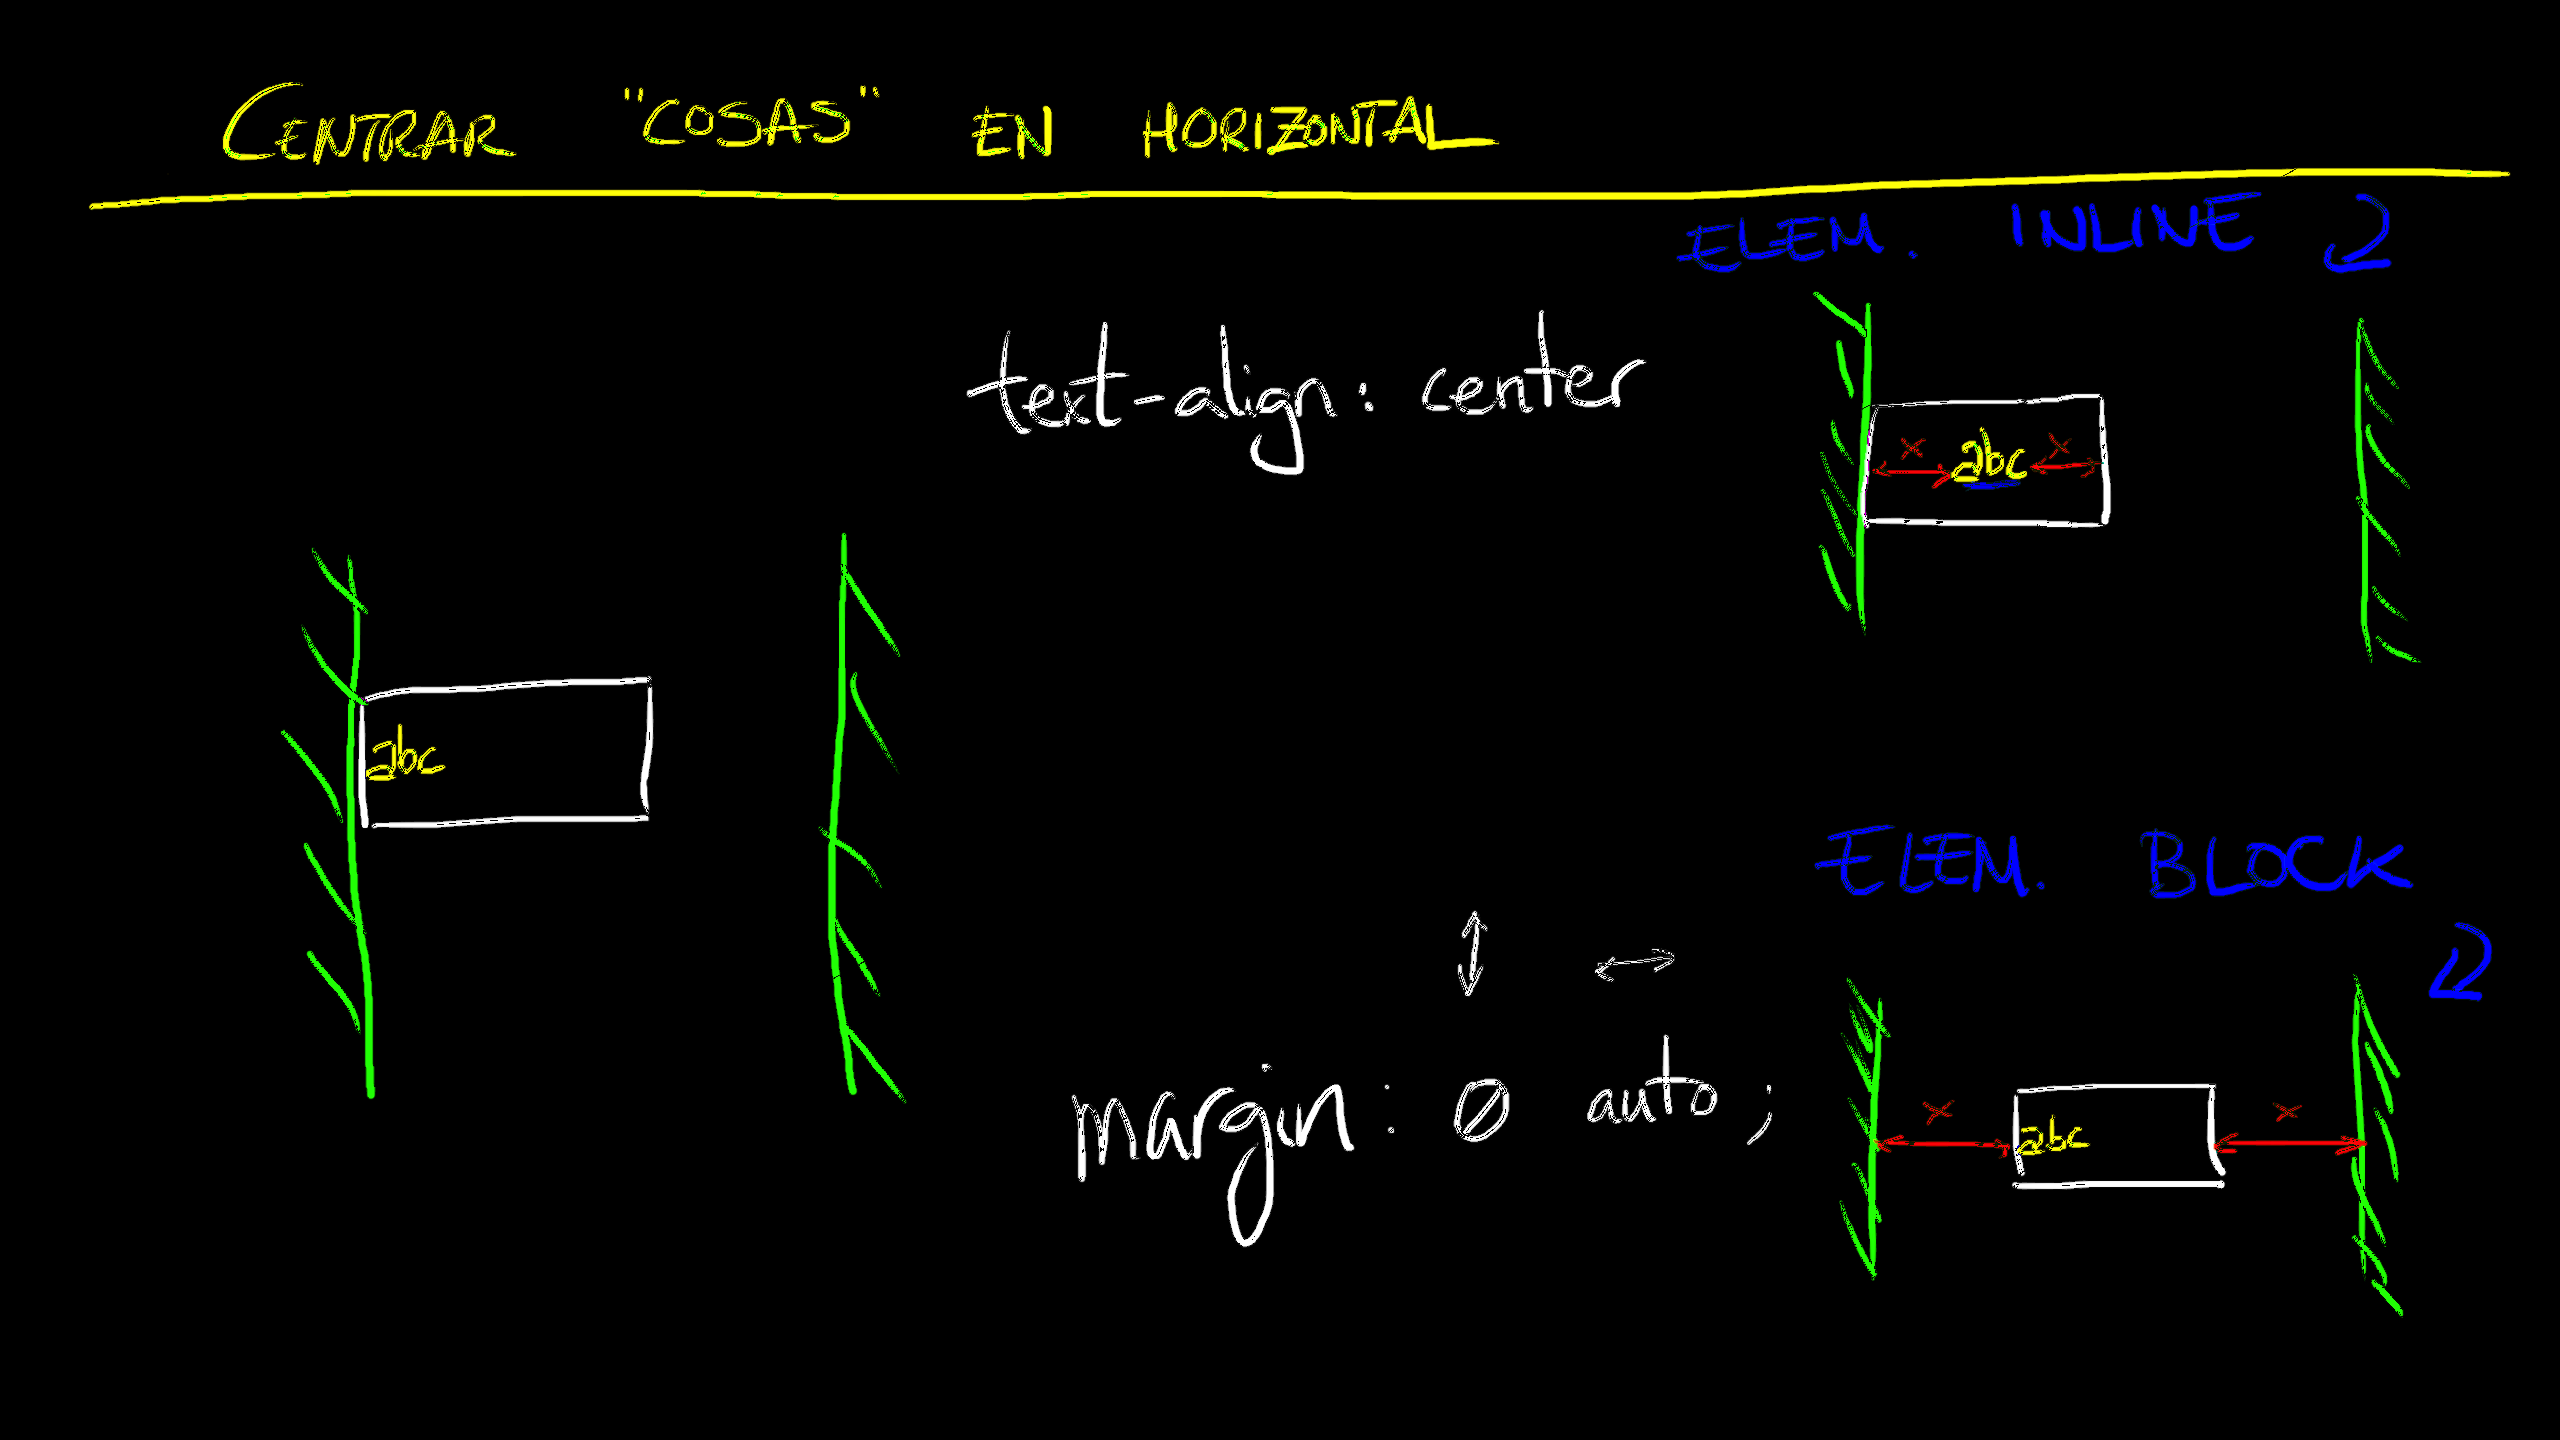 CENTRAR "COSAS" EN HORIZONTAL
ELEM. INLINE
text-align: center
x abc x
abc
ELEM. BLOCK
margin: 0 auto;
x abc x